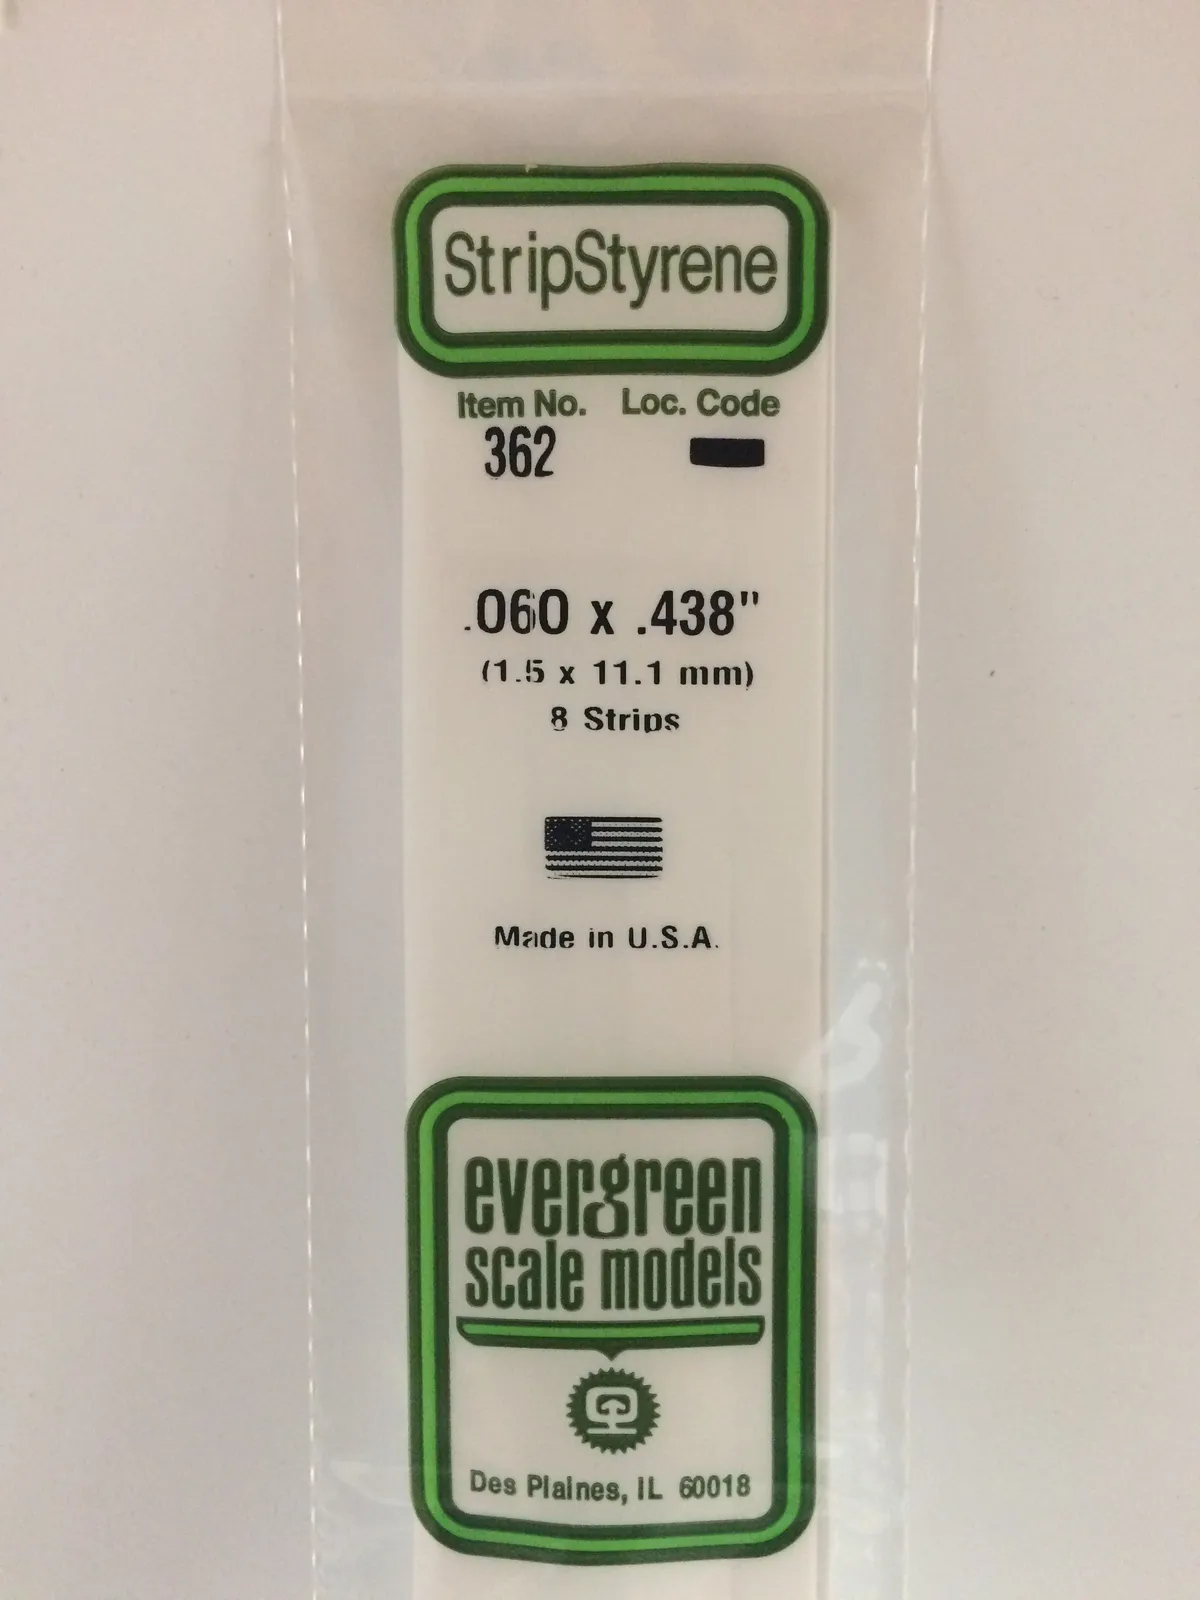 StripStyrene
Item No. Loc. Code
362
.060 x .438"
(1.5 x 11.1 mm)
8 Strips
Made in U.S.A.
evergreen
scale models
Des Plaines, IL 60018